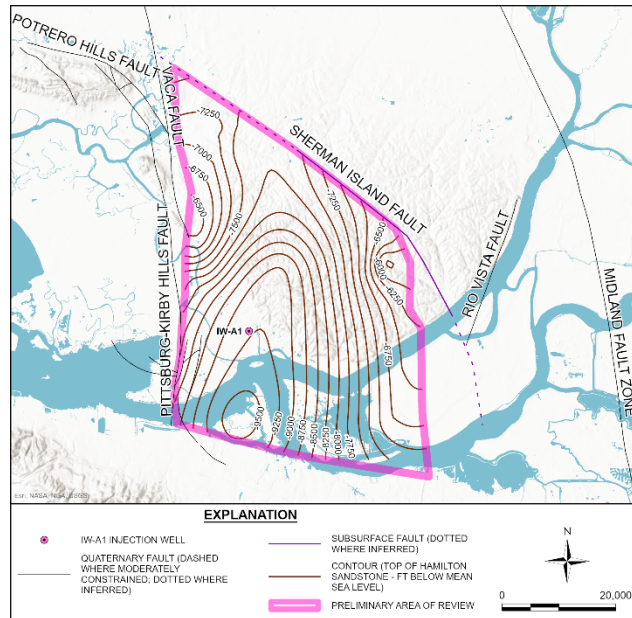 POTRERO HILLS FAULT
VACA FAULT
SHERMAN ISLAND FAULT
RIO VISTA FAULT
MIDLAND FAULT ZONE
PITTSBURG-KIRBY HILLS FAULT
-7250
-7000
-6750
-6500
-7500
-7250
-6500
-6000
-6250
-6750
IW-A1
-9500
-9250
-9000
-8750
-8500
-8250
-8000
-7750
Esri, NASA, NGA, USGS
EXPLANATION
IW-A1 INJECTION WELL
QUATERNARY FAULT (DASHED
WHERE MODERATELY
CONSTRAINED; DOTTED WHERE
INFERRED)
SUBSURFACE FAULT (DOTTED
WHERE INFERRED)
CONTOUR (TOP OF HAMILTON
SANDSTONE - FT BELOW MEAN
SEA LEVEL)
PRELIMINARY AREA OF REVIEW
N
0 20,000